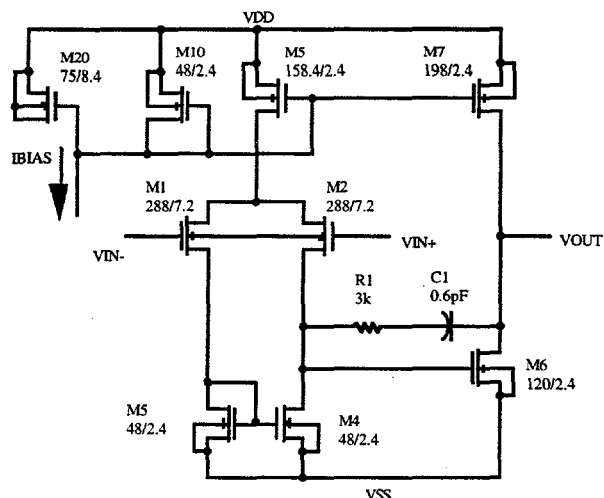 VDD
M20
75/8.4
M10
48/2.4
M5
158.4/2.4
M7
198/2.4
IBIAS
M1
288/7.2
M2
288/7.2
VIN-
VIN+
VOUT
R1
3k
C1
0.6pF
M6
120/2.4
M5
48/2.4
M4
48/2.4
VSS